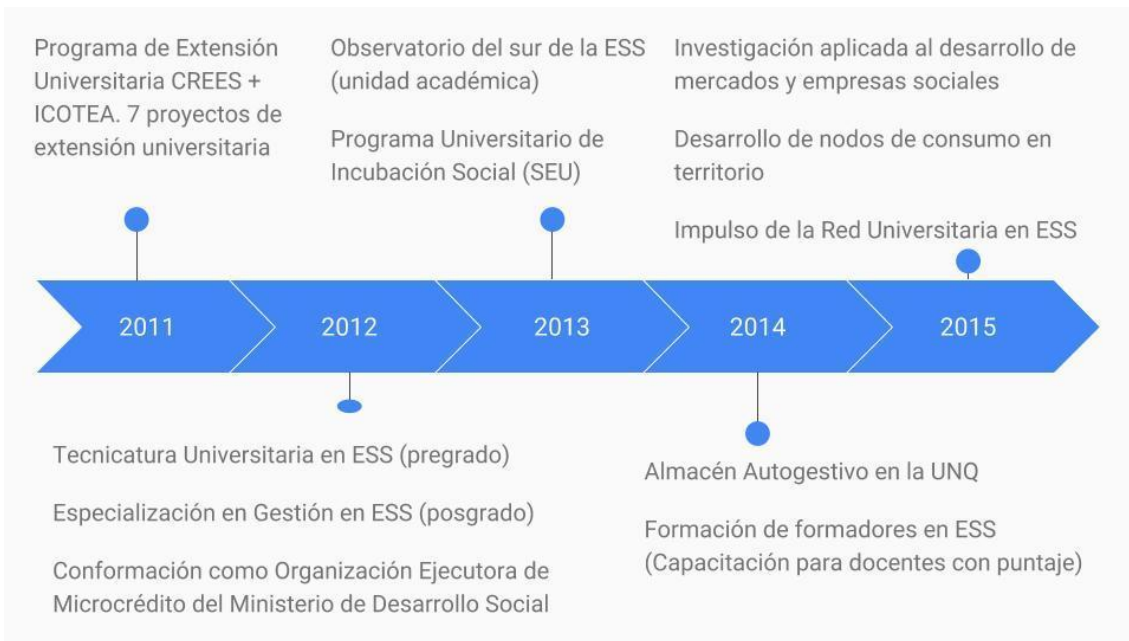 Programa de Extensión
Universitaria CREES +
ICOTEA. 7 proyectos de
extensión universitaria
Observatorio del sur de la ESS
(unidad académica)
Programa Universitario de
Incubación Social (SEU)
Investigación aplicada al desarrollo de
mercados y empresas sociales
Desarrollo de nodos de consumo en
territorio
Impulso de la Red Universitaria en ESS
2011
2012
2013
2014
2015
Tecnicatura Universitaria en ESS (pregrado)
Especialización en Gestión en ESS (posgrado)
Conformación como Organización Ejecutora de
Microcrédito del Ministerio de Desarrollo Social
Almacén Autogestivo en la UNQ
Formación de formadores en ESS
(Capacitación para docentes con puntaje)